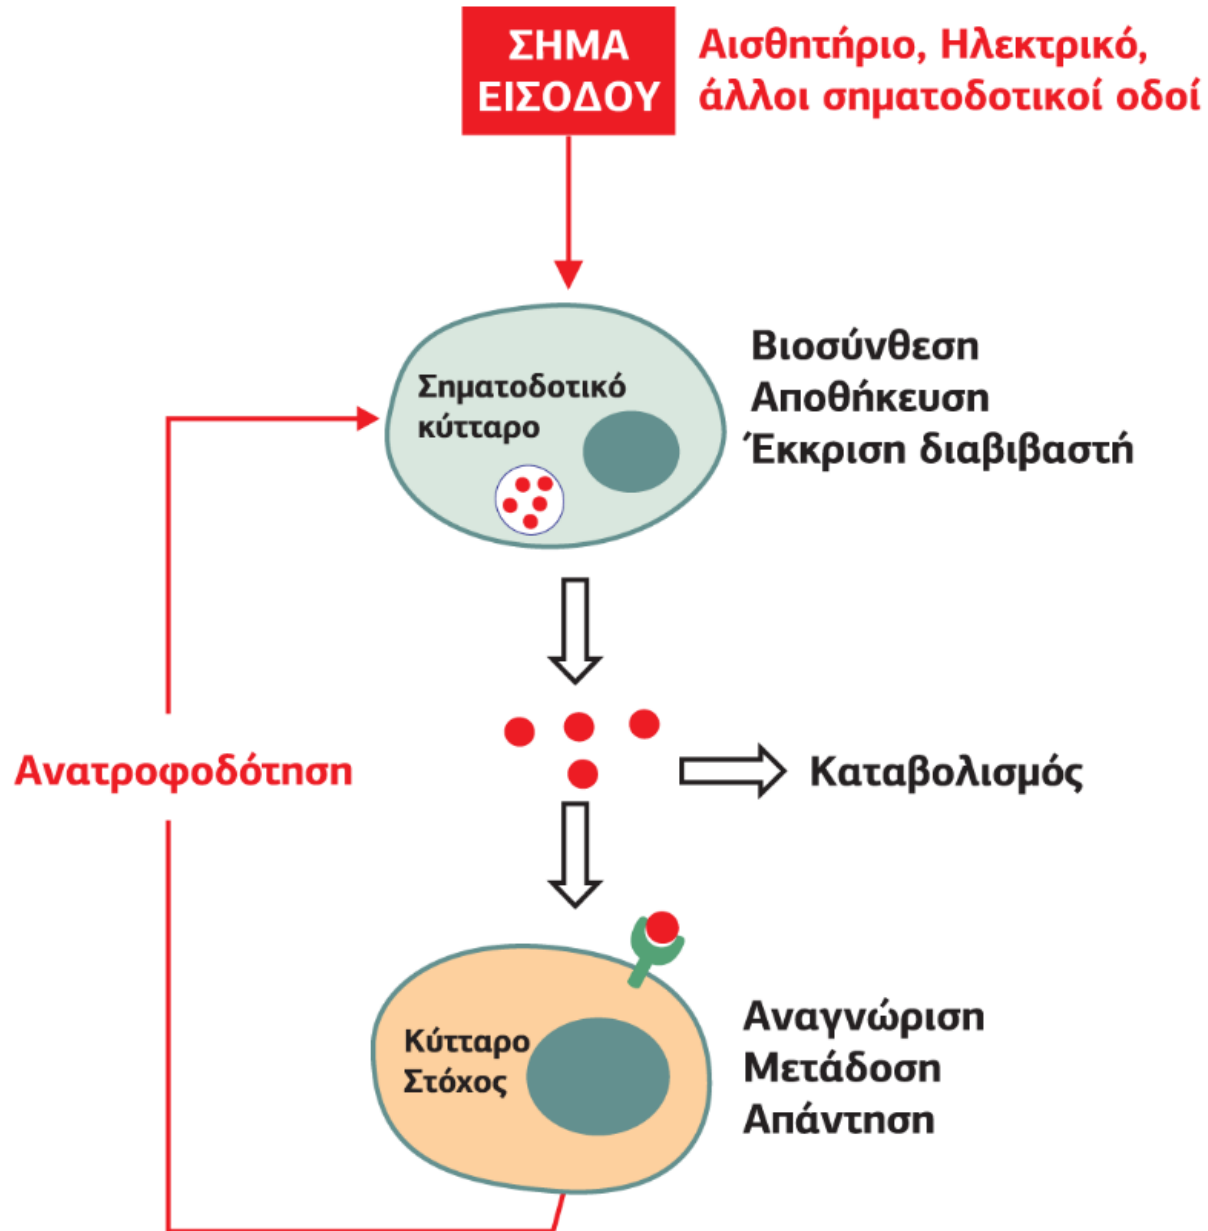 ΣΗΜΑ
ΕΙΣΟΔΟΥ
Αισθητήριο, Ηλεκτρικό,
άλλοι σηματοδοτικοί οδοί
Σηματοδοτικό
κύτταρο
Βιοσύνθεση
Αποθήκευση
Έκκριση διαβιβαστή
Ανατροφοδότηση
Καταβολισμός
Κύτταρο
Στόχος
Αναγνώριση
Μετάδοση
Απάντηση